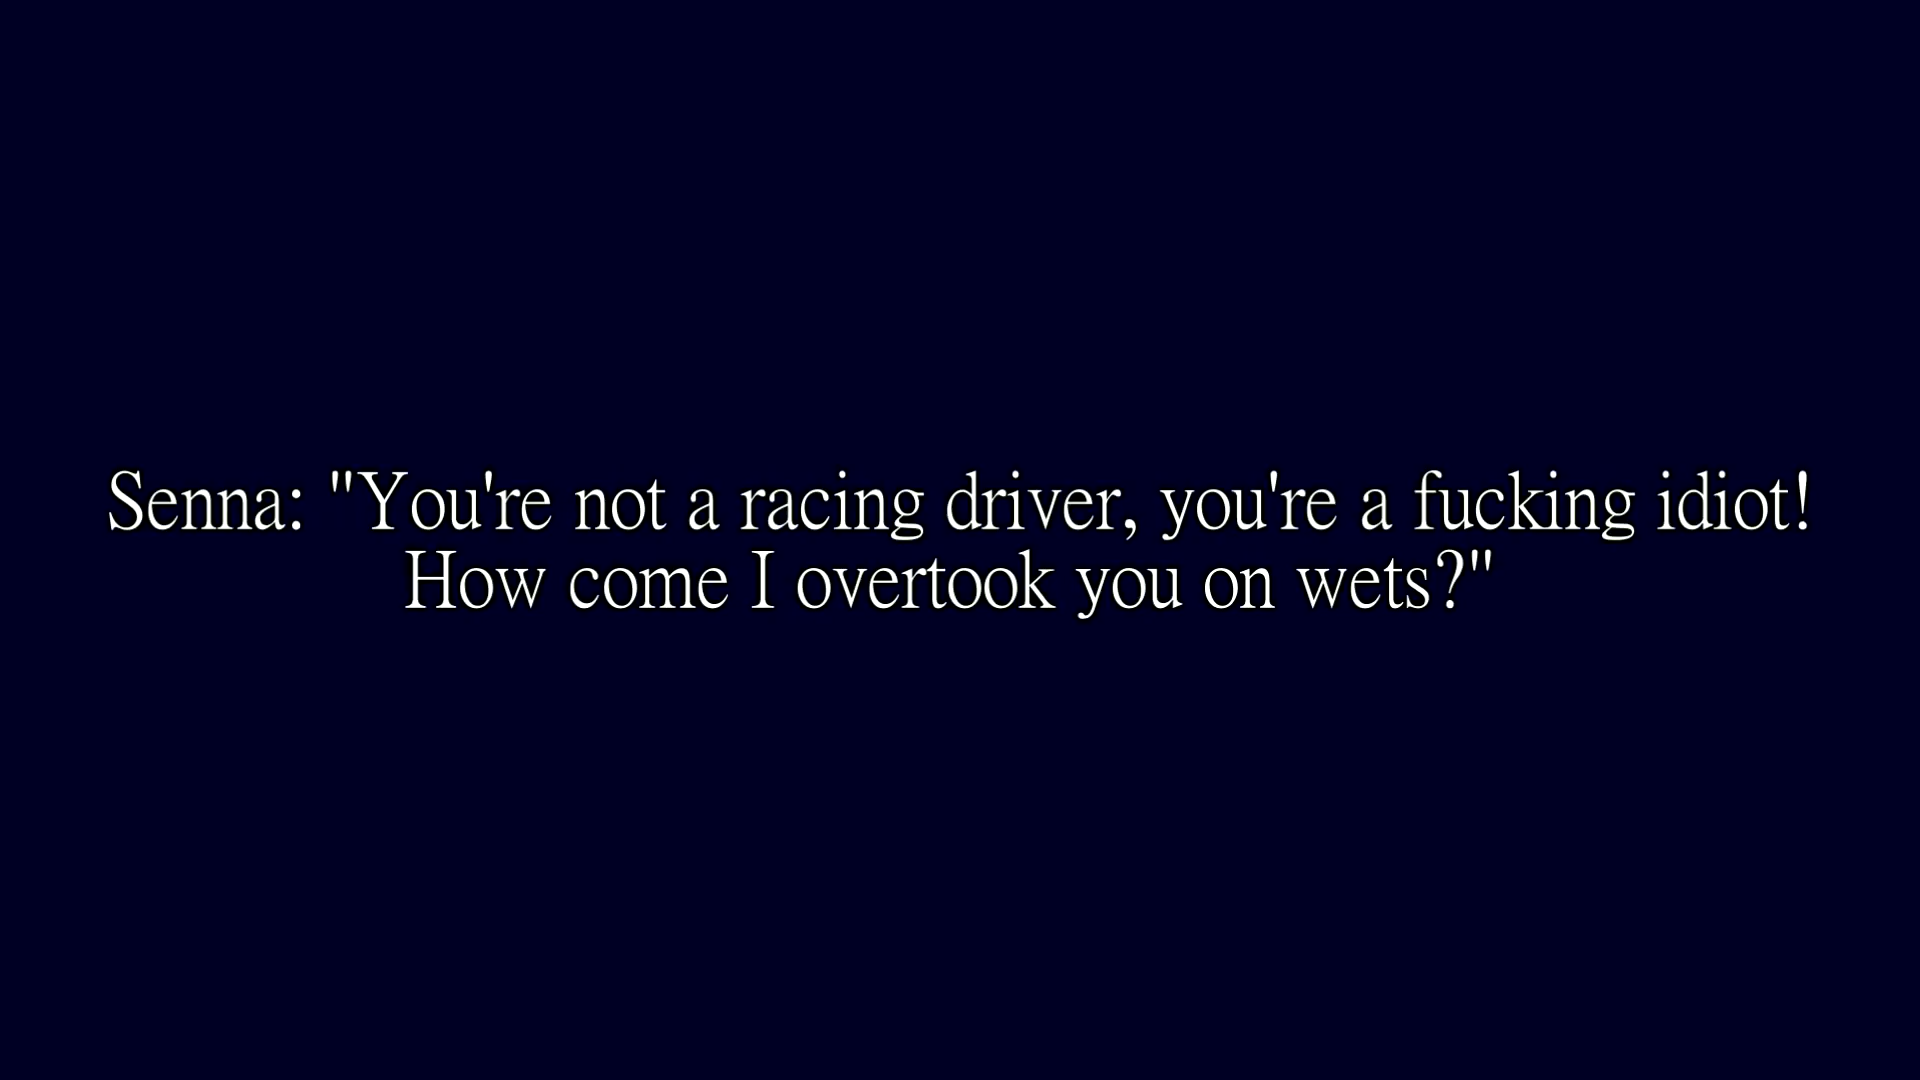 Senna: "You're not a racing driver, you're a fucking idiot!
How come I overtook you on wets?"